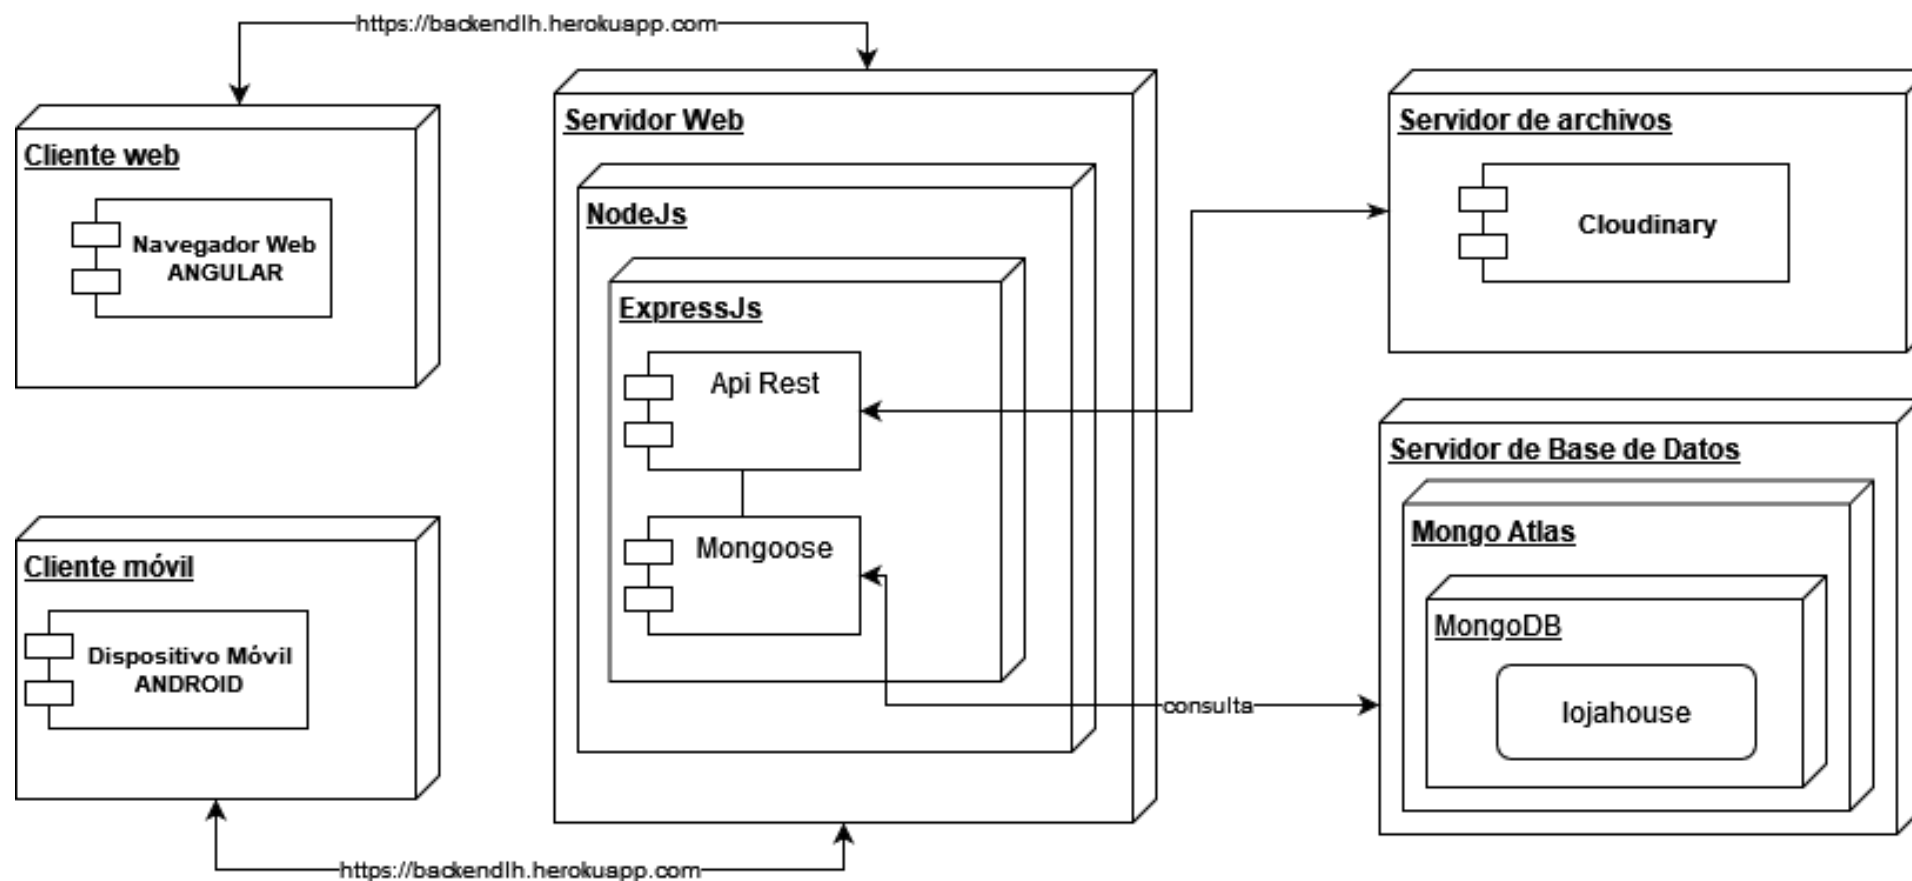 https://backendlh.herokuapp.com
Cliente web
Navegador Web
ANGULAR
Cliente móvil
Dispositivo Móvil
ANDROID
Servidor Web
NodeJs
ExpressJs
Api Rest
Mongoose
Servidor de archivos
Cloudinary
Servidor de Base de Datos
Mongo Atlas
MongoDB
lojahouse
consulta
https://backendlh.herokuapp.com